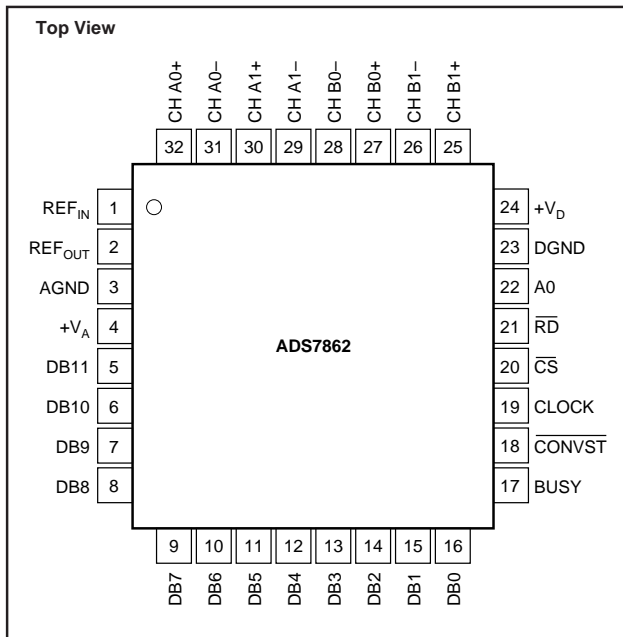 Top View
CH A0+
CH A0–
CH A1+
CH A1–
CH B0–
CH B0+
CH B1–
CH B1+
32 31 30 29 28 27 26 25
REF_IN 1
REF_OUT 2
AGND 3
+V_A 4
DB11 5
DB10 6
DB9 7
DB8 8
ADS7862
24 +V_D
23 DGND
22 A0
21 R̅D̅
20 C̅S̅
19 CLOCK
18 C̅O̅N̅V̅S̅T̅
17 BUSY
9 10 11 12 13 14 15 16
DB7
DB6
DB5
DB4
DB3
DB2
DB1
DB0